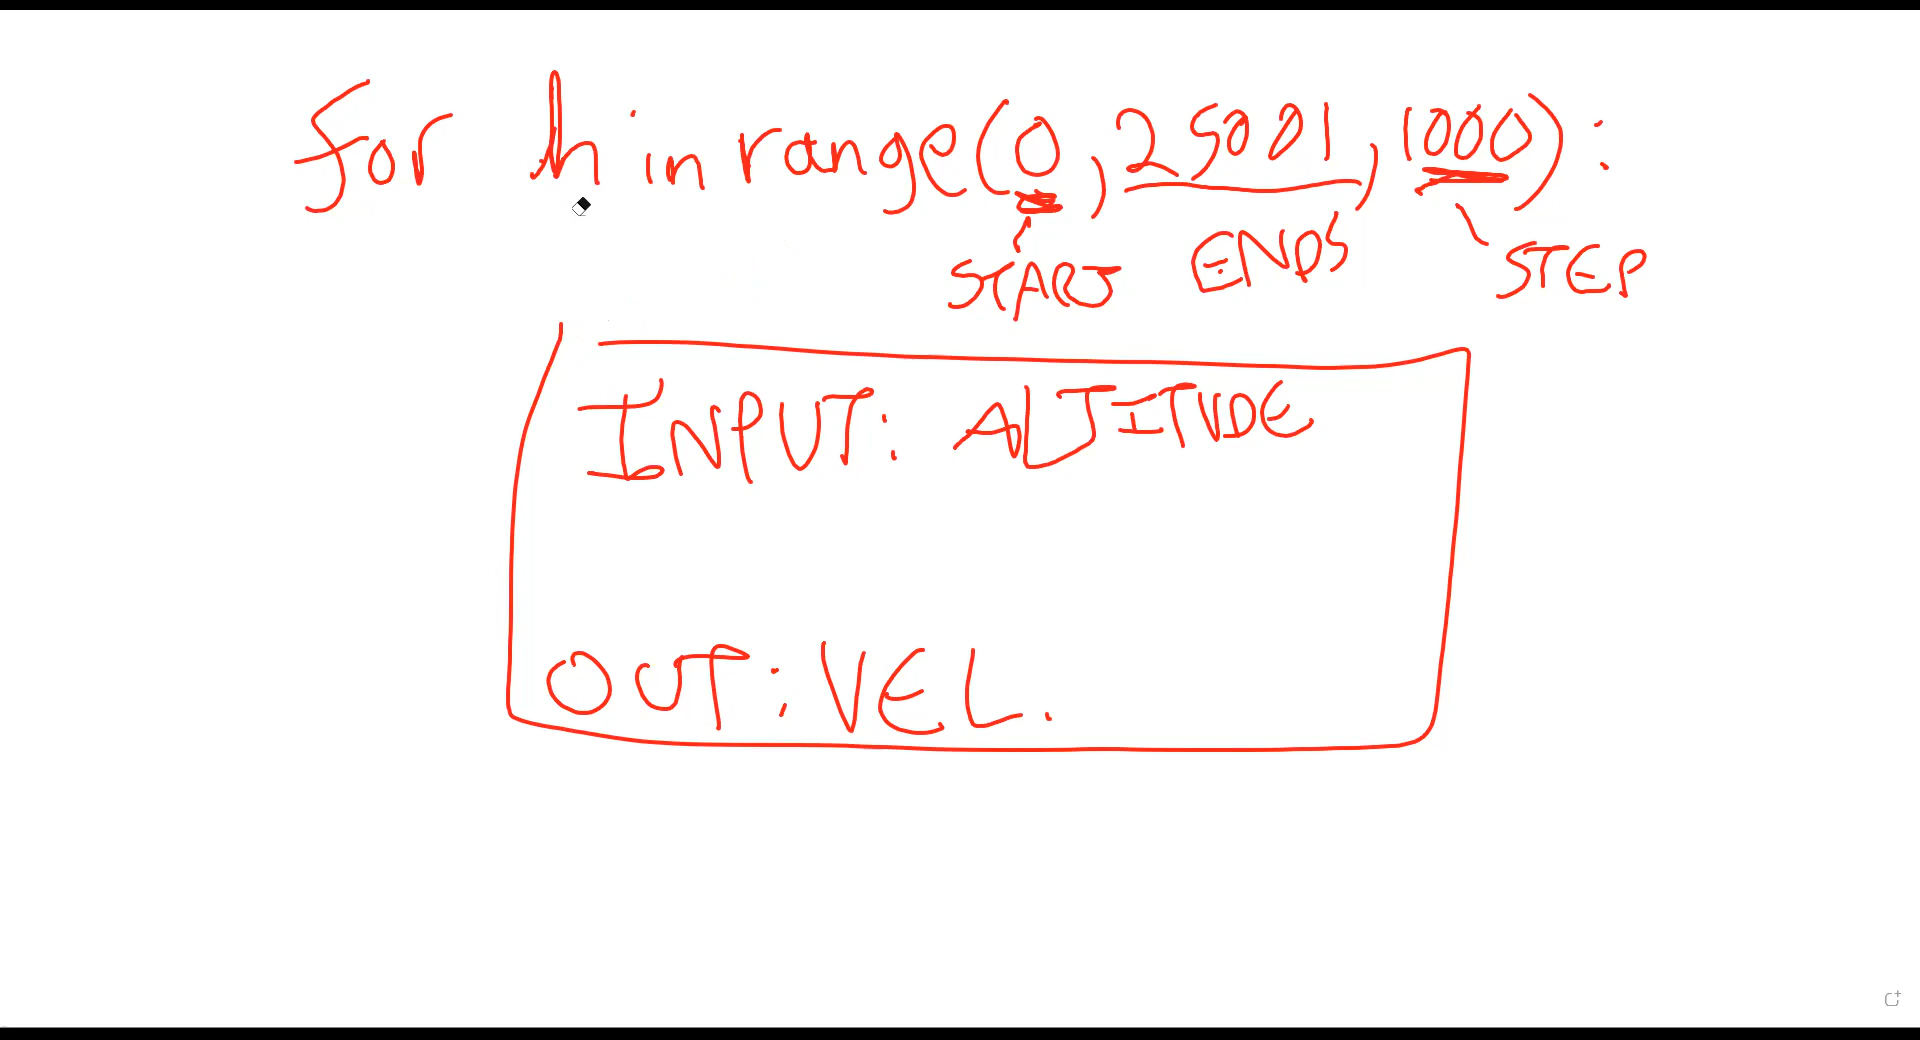 for h in range(0, 25001, 1000):
START ENDS STEP
INPUT: ALTITUDE
OUT: VEL.